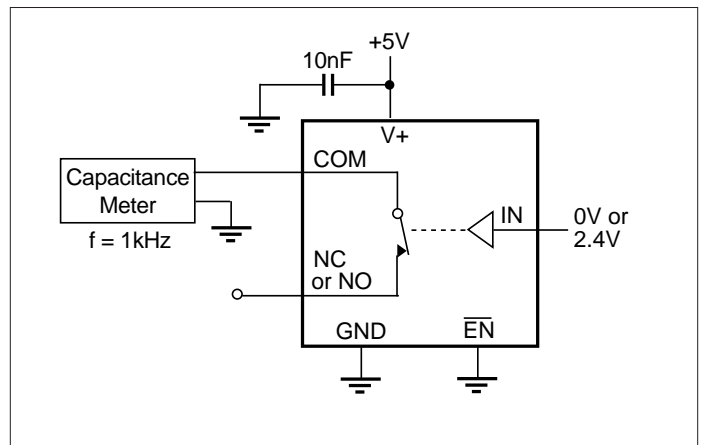 +5V
10nF
V+
COM
Capacitance
Meter
f = 1kHz
IN
0V or
2.4V
NC
or NO
GND
EN